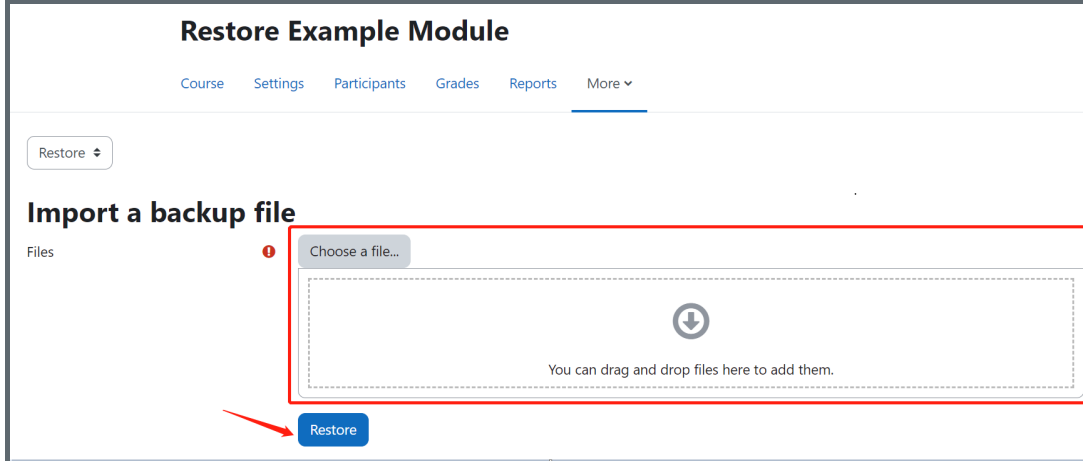 Restore Example Module
Course Settings Participants Grades Reports More
Restore
Import a backup file
Files
Choose a file...
You can drag and drop files here to add them.
Restore